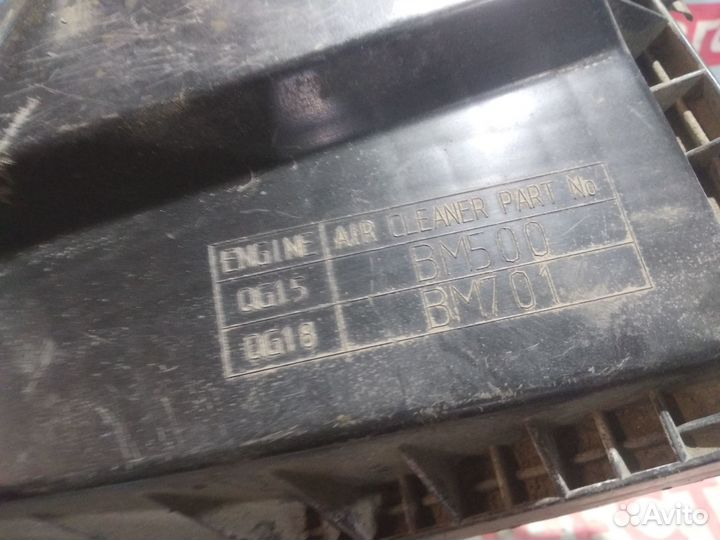 ENGINE AIR CLEANER PART No
QG15 BM500
QG18 BM701
Avito